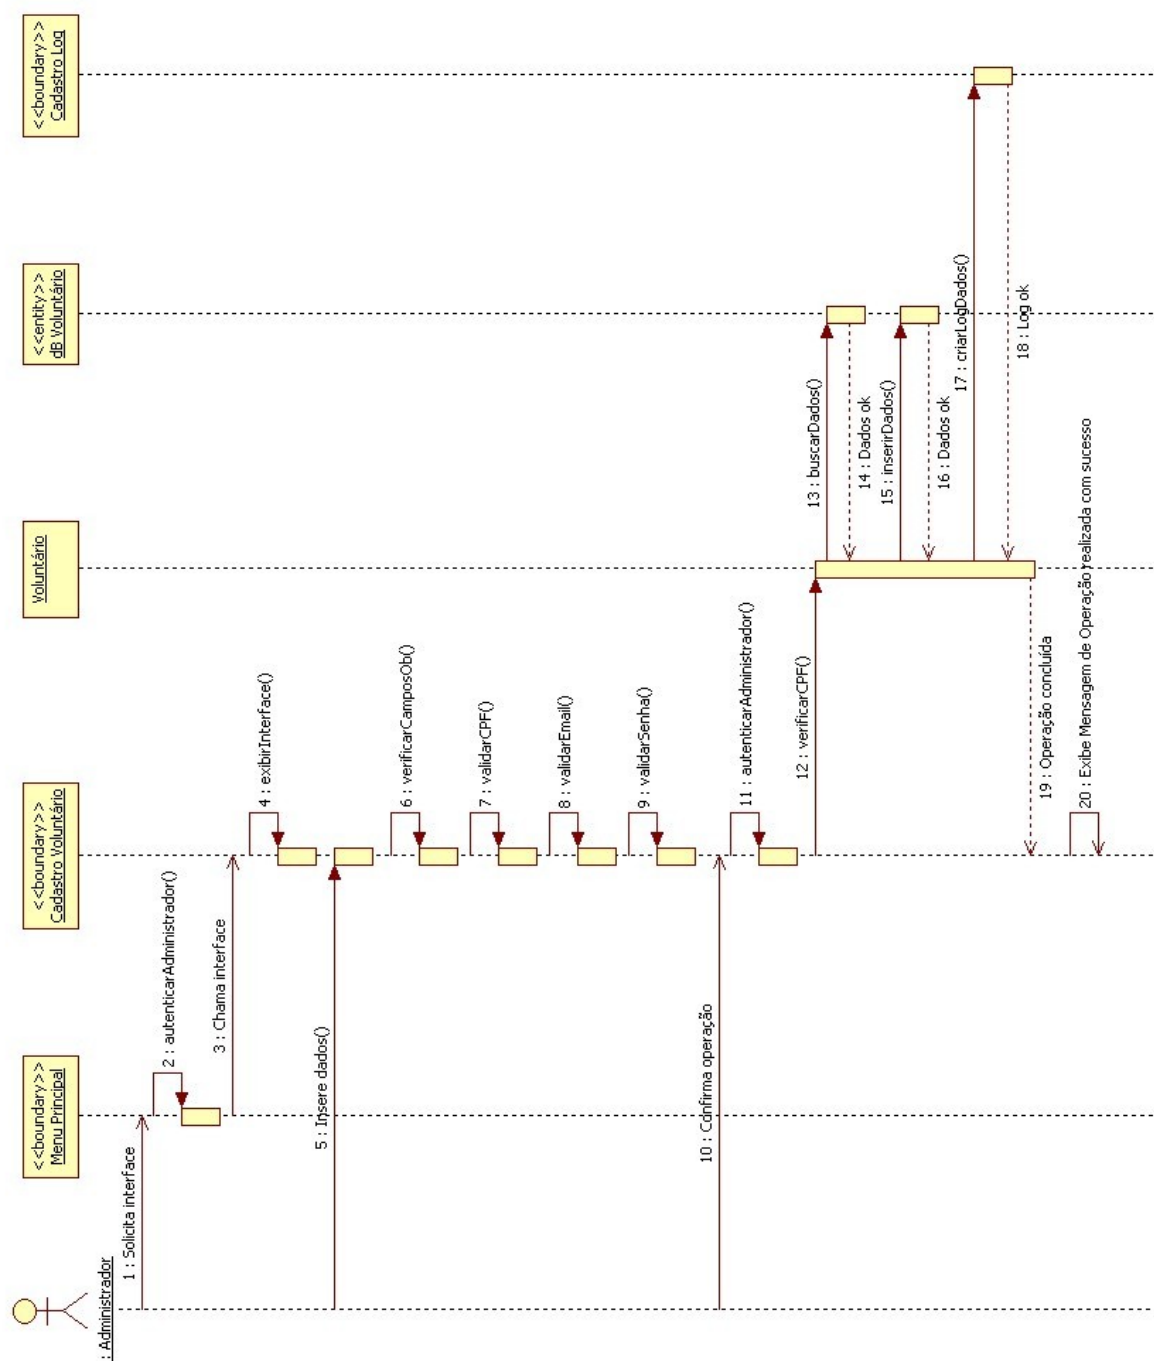 : Administrador
<<boundary>>
Menu Principal
<<boundary>>
Cadastro Voluntário
Voluntário
<<entity>>
dB Voluntário
<<boundary>>
Cadastro Log
1 : Solicita interface
2 : autenticarAdministrador()
3 : Chama interface
4 : exibirInterface()
5 : Insere dados()
6 : verificarCamposOb()
7 : validarCPF()
8 : validarEmail()
9 : validarSenha()
10 : Confirma operação
11 : autenticarAdministrador()
12 : verificarCPF()
13 : buscarDados()
14 : Dados ok
15 : inserirDados()
16 : Dados ok
17 : criarLogDados()
18 : Log ok
19 : Operação concluída
20 : Exibe Mensagem de Operação realizada com sucesso